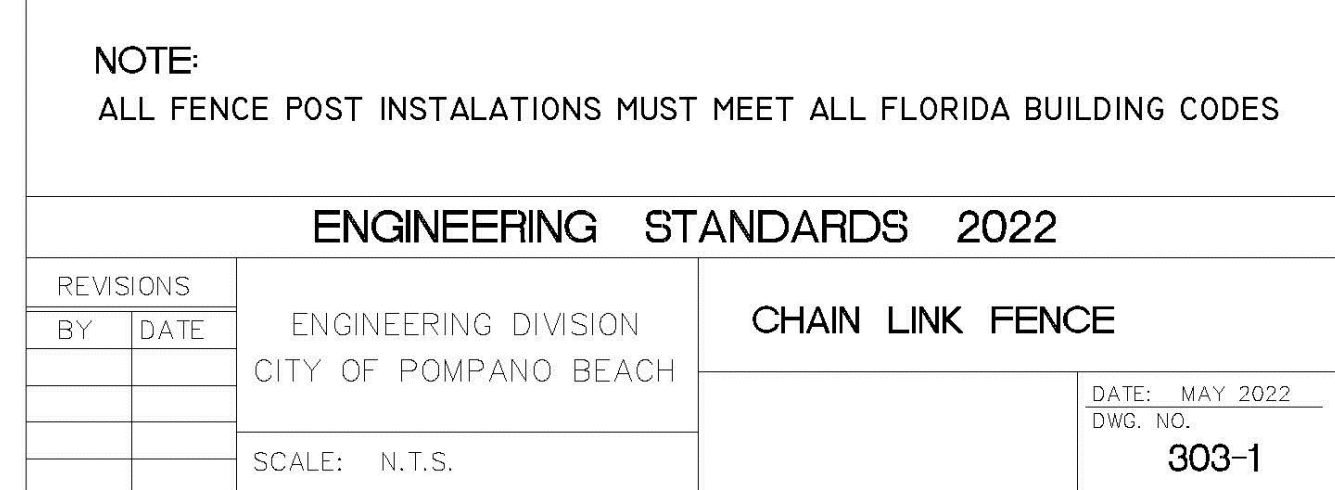 NOTE:
ALL FENCE POST INSTALATIONS MUST MEET ALL FLORIDA BUILDING CODES
ENGINEERING STANDARDS 2022
REVISIONS
BY DATE
ENGINEERING DIVISION
CITY OF POMPANO BEACH
SCALE: N.T.S.
CHAIN LINK FENCE
DATE: MAY 2022
DWG. NO.
303-1